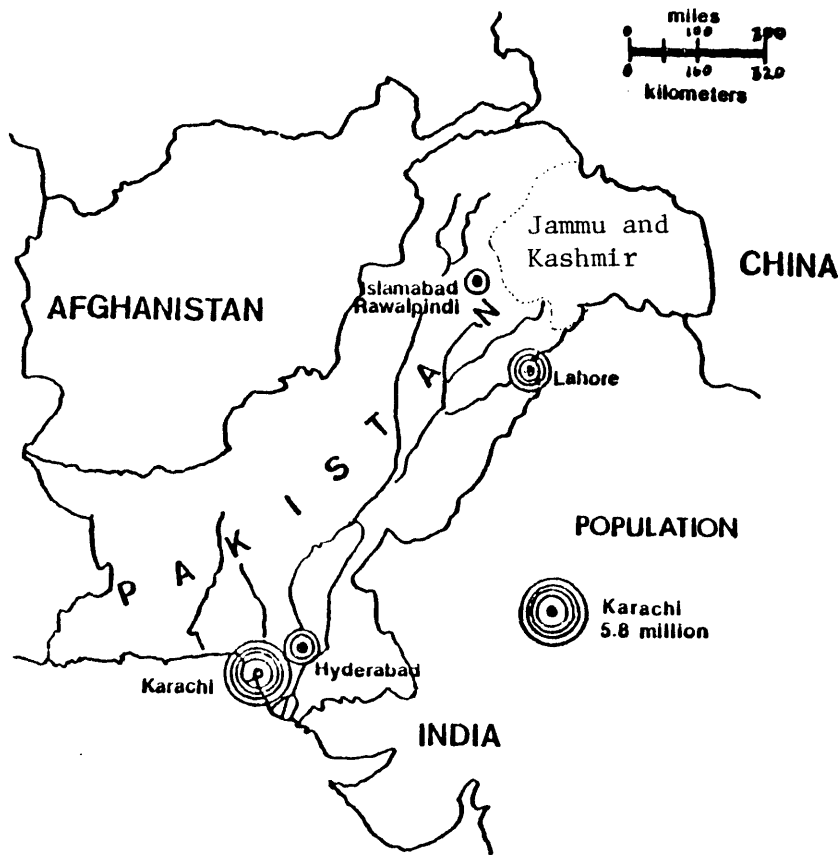 miles
0 100 200
0 160 320
kilometers
Jammu and
Kashmir
CHINA
AFGHANISTAN
Islamabad
Rawalpindi
Lahore
PAKISTAN
POPULATION
Karachi
5.8 million
Hyderabad
Karachi
INDIA